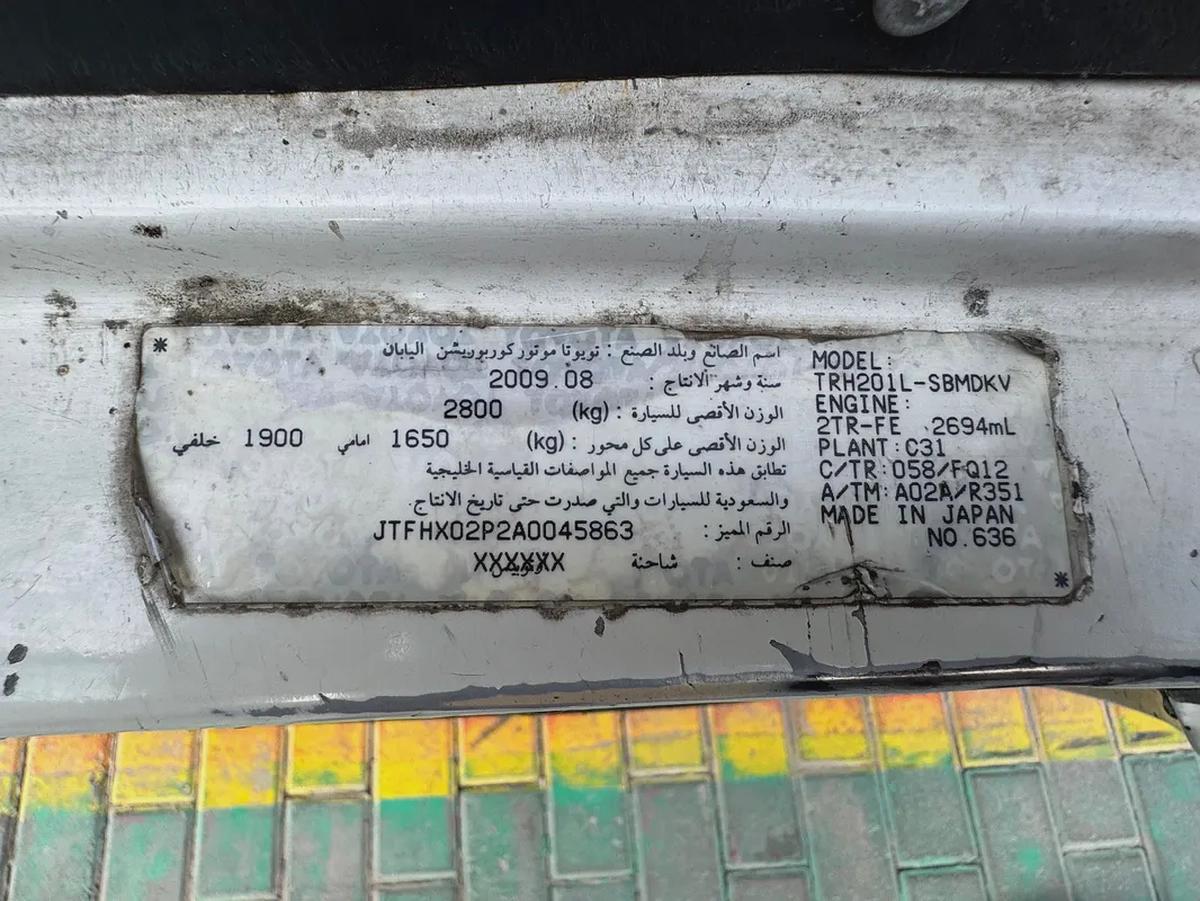 اسم الصانع وبلد الصنع : تويوتا موتور كوربوريشن اليابان
سنة وشهر الانتاج : 2009.08
الوزن الأقصى للسيارة : (kg) 2800
الوزن الأقصى على كل محور : (kg) 1650 امامي 1900 خلفي
تطابق هذه السيارة جميع المواصفات القياسية الخليجية
والسعودية للسيارات والتي صدرت حتى تاريخ الانتاج.
الرقم المميز : JTFHX02P2A0045863
صنف : شاحنة XXXXXX
MODEL:
TRH201L-SBMDKV
ENGINE:
2TR-FE 2694mL
PLANT:C31
C/TR:058/FQ12
A/TM:A02A/R351
MADE IN JAPAN
NO.636